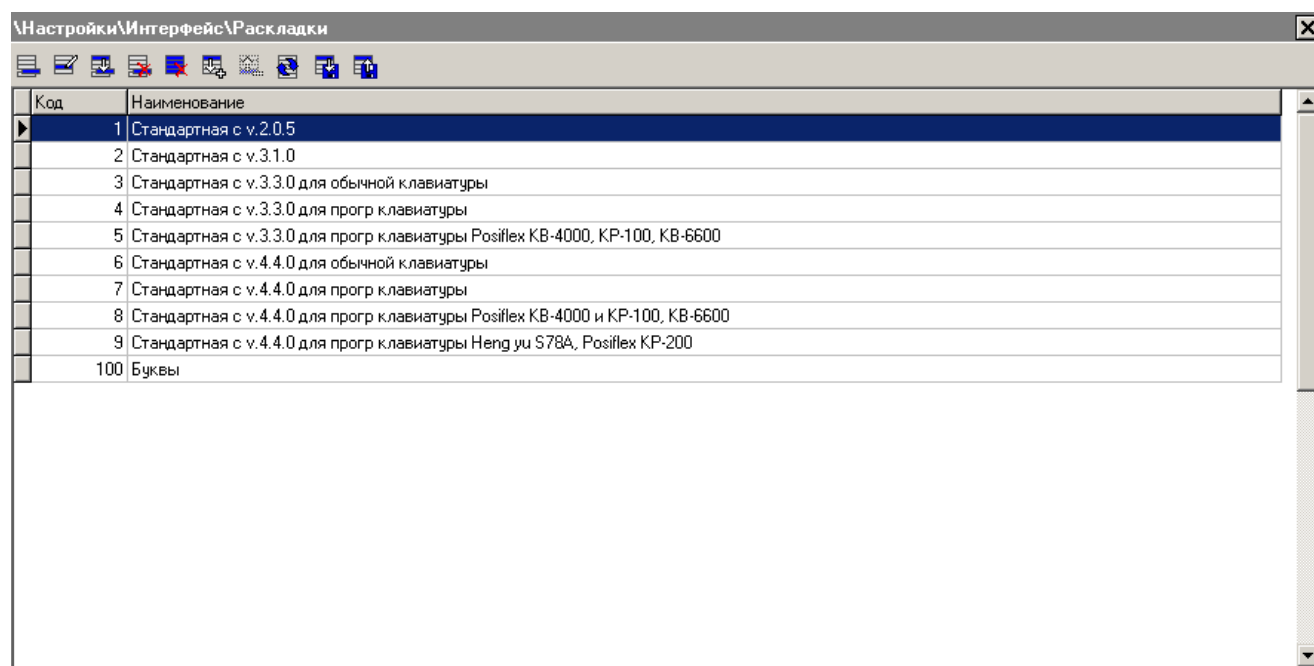 \Настройки\Интерфейс\Раскладки
Код Наименование
1 Стандартная с v.2.0.5
2 Стандартная с v.3.1.0
3 Стандартная с v.3.3.0 для обычной клавиатуры
4 Стандартная с v.3.3.0 для прогр клавиатуры
5 Стандартная с v.3.3.0 для прогр клавиатуры Posiflex KB-4000, KP-100, KB-6600
6 Стандартная с v.4.4.0 для обычной клавиатуры
7 Стандартная с v.4.4.0 для прогр клавиатуры
8 Стандартная с v.4.4.0 для прогр клавиатуры Posiflex KB-4000 и KP-100, KB-6600
9 Стандартная с v.4.4.0 для прогр клавиатуры Heng yu S78A, Posiflex KP-200
100 Буквы